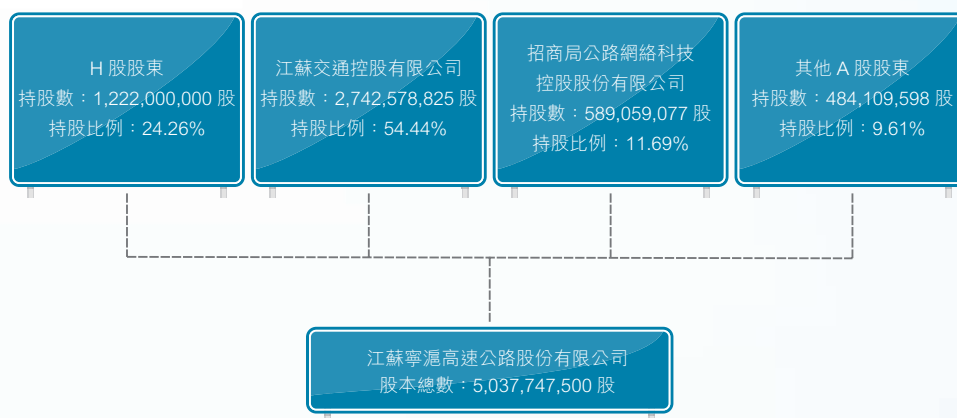 H 股股東
持股數：1,222,000,000 股
持股比例：24.26%
江蘇交通控股有限公司
持股數：2,742,578,825 股
持股比例：54.44%
招商局公路網絡科技
控股股份有限公司
持股數：589,059,077 股
持股比例：11.69%
其他 A 股股東
持股數：484,109,598 股
持股比例：9.61%
江蘇寧滬高速公路股份有限公司
股本總數：5,037,747,500 股